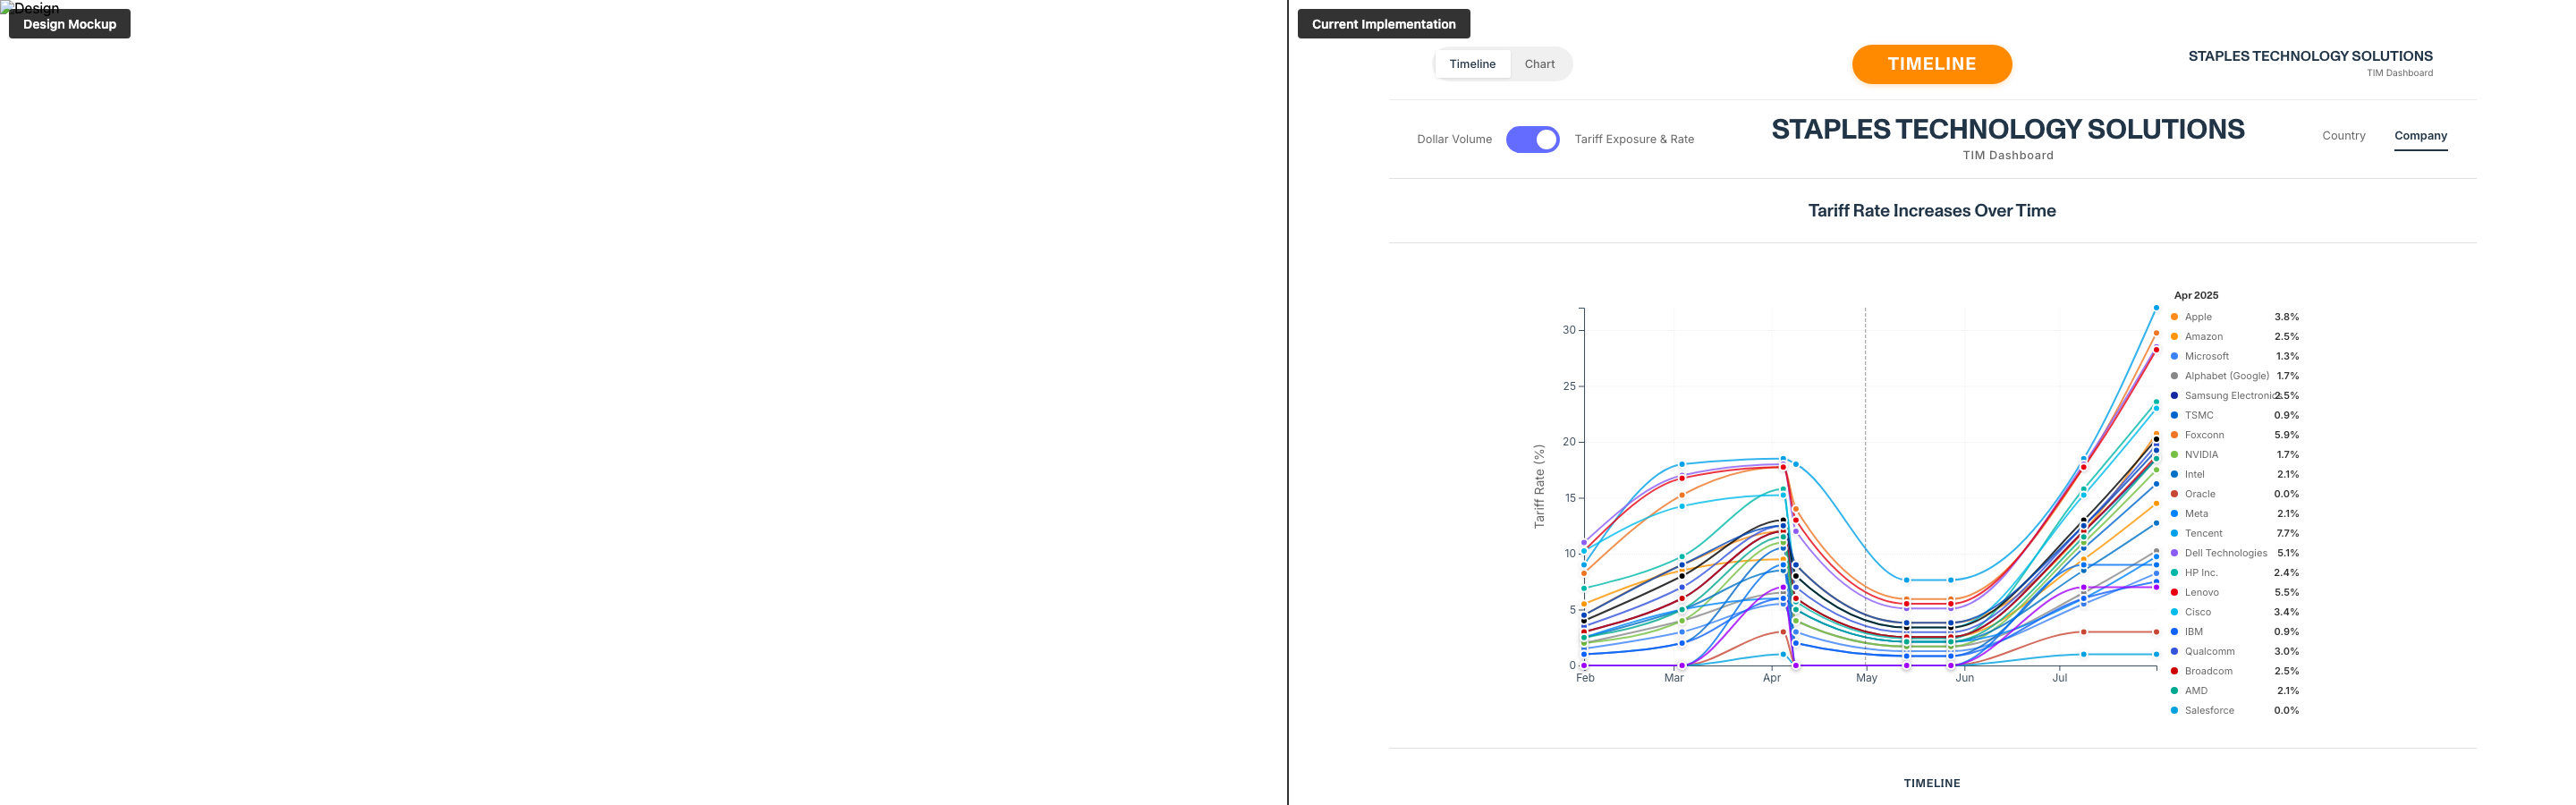 Design
Design Mockup
Current Implementation
Timeline
Chart
TIMELINE
STAPLES TECHNOLOGY SOLUTIONS
TIM Dashboard
Dollar Volume
Tariff Exposure & Rate
STAPLES TECHNOLOGY SOLUTIONS
TIM Dashboard
Country
Company
Tariff Rate Increases Over Time
Tariff Rate (%)
30
25
20
15
10
5
0
Feb
Mar
Apr
May
Jun
Jul
Apr 2025
Apple 3.8%
Amazon 2.5%
Microsoft 1.3%
Alphabet (Google) 1.7%
Samsung Electronics 2.5%
TSMC 0.9%
Foxconn 5.9%
NVIDIA 1.7%
Intel 2.1%
Oracle 0.0%
Meta 2.1%
Tencent 7.7%
Dell Technologies 5.1%
HP Inc. 2.4%
Lenovo 5.5%
Cisco 3.4%
IBM 0.9%
Qualcomm 3.0%
Broadcom 2.5%
AMD 2.1%
Salesforce 0.0%
TIMELINE